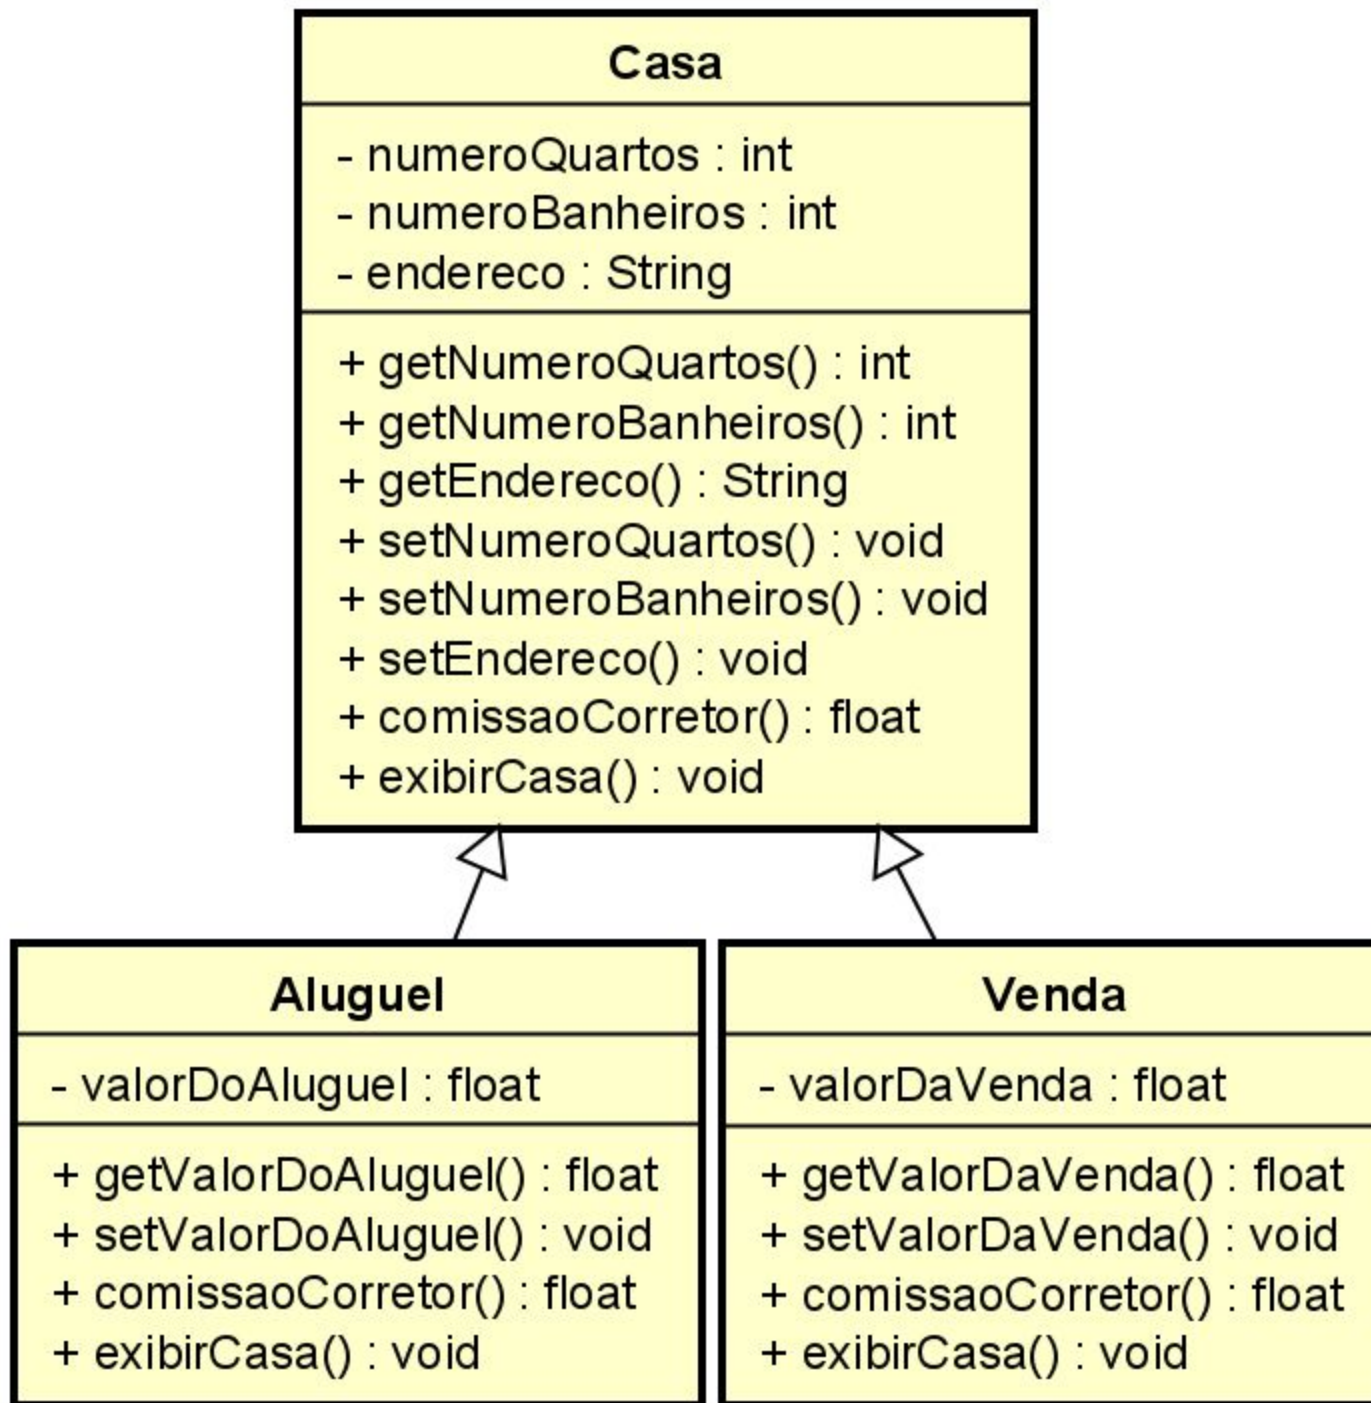 Casa
- numeroQuartos : int
- numeroBanheiros : int
- endereco : String
+ getNumeroQuartos() : int
+ getNumeroBanheiros() : int
+ getEndereco() : String
+ setNumeroQuartos() : void
+ setNumeroBanheiros() : void
+ setEndereco() : void
+ comissaoCorretor() : float
+ exibirCasa() : void
Aluguel
- valorDoAluguel : float
+ getValorDoAluguel() : float
+ setValorDoAluguel() : void
+ comissaoCorretor() : float
+ exibirCasa() : void
Venda
- valorDaVenda : float
+ getValorDaVenda() : float
+ setValorDaVenda() : void
+ comissaoCorretor() : float
+ exibirCasa() : void